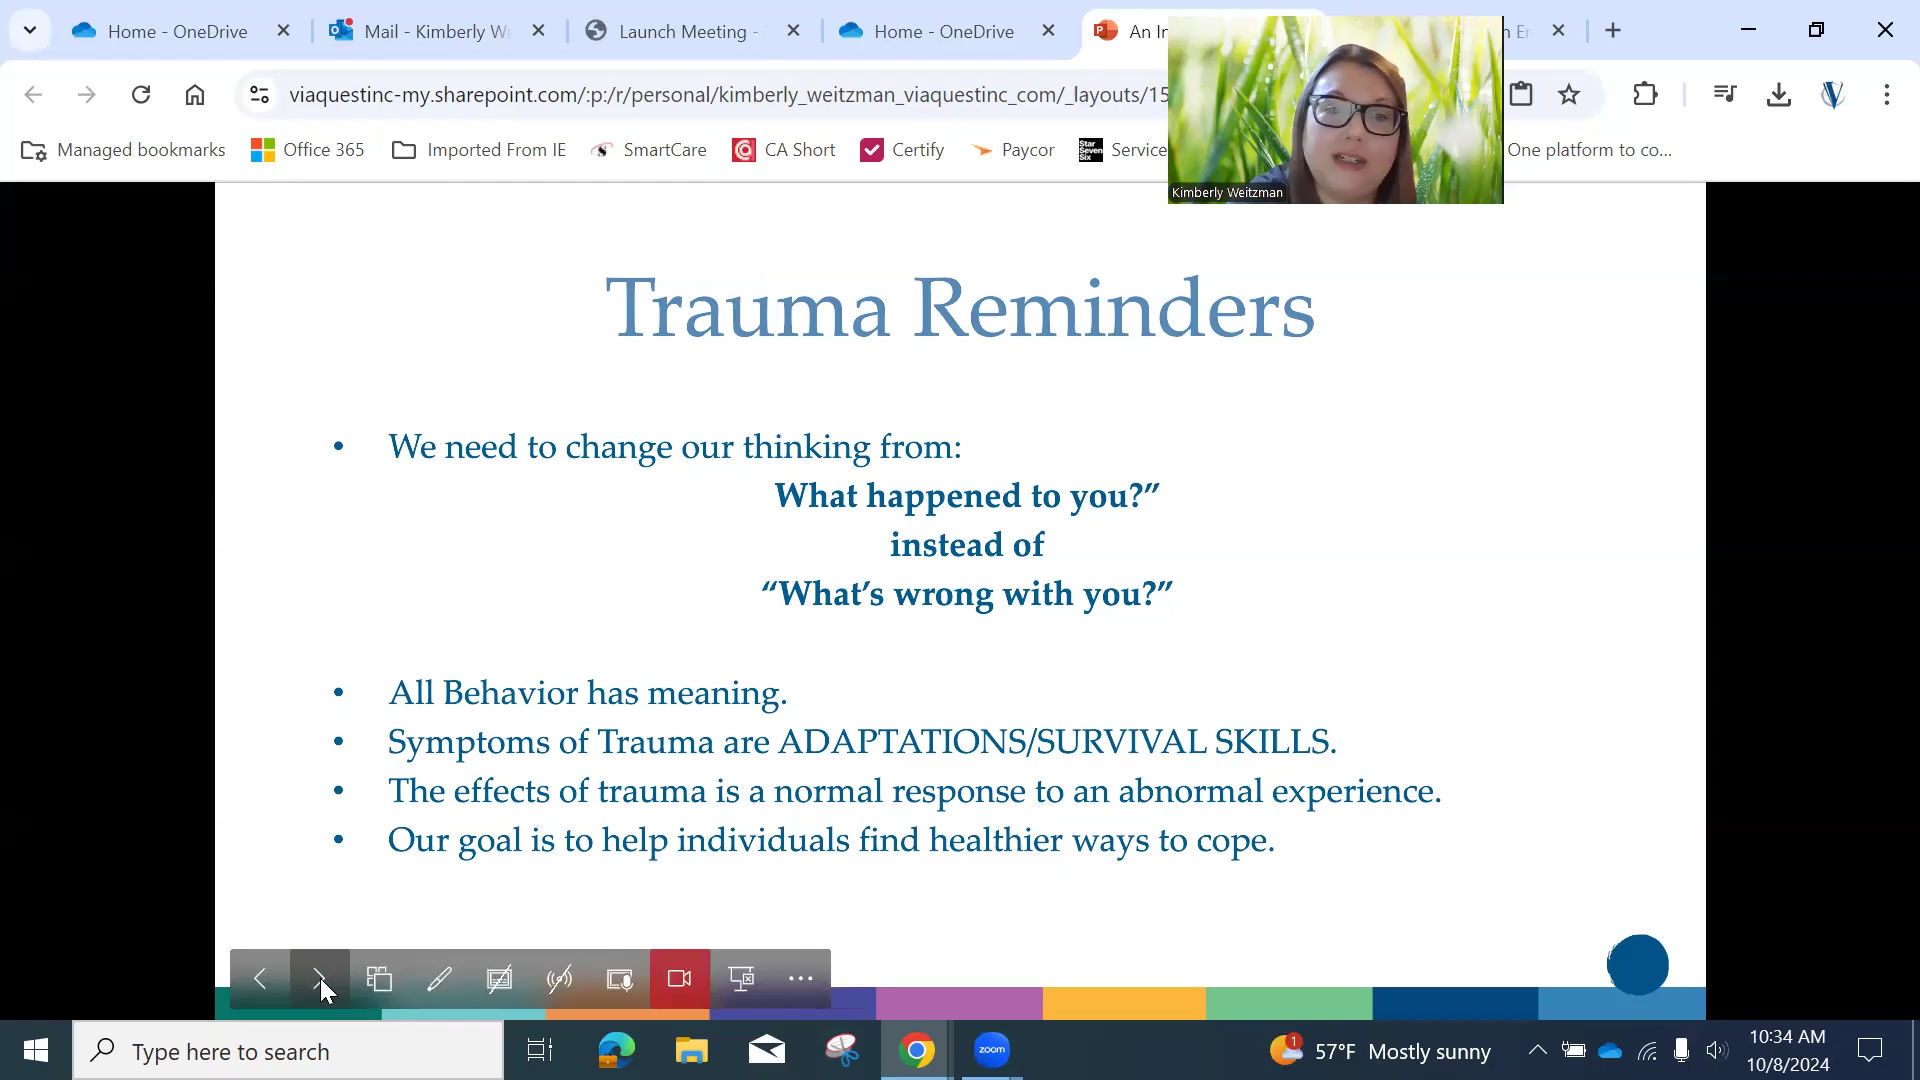 Home - OneDrive
Mail - Kimberly W
Launch Meeting -
Home - OneDrive
An I
viaquestinc-my.sharepoint.com/:p:/r/personal/kimberly_weitzman_viaquestinc_com/_layouts/15
Managed bookmarks
Office 365
Imported From IE
SmartCare
CA Short
Certify
Paycor
Star Seven Six
Service
One platform to co...
Kimberly Weitzman
Trauma Reminders
• We need to change our thinking from:
What happened to you?”
instead of
“What’s wrong with you?”
• All Behavior has meaning.
• Symptoms of Trauma are ADAPTATIONS/SURVIVAL SKILLS.
• The effects of trauma is a normal response to an abnormal experience.
• Our goal is to help individuals find healthier ways to cope.
Type here to search
zoom
1
57°F Mostly sunny
10:34 AM
10/8/2024